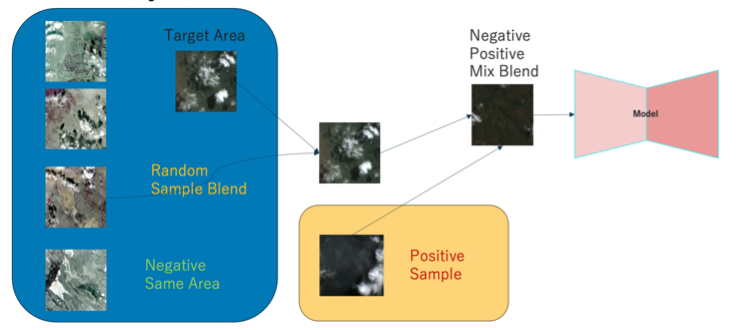 Target Area
Negative
Positive
Mix Blend
Model
Random
Sample Blend
Positive
Sample
Negative
Same Area